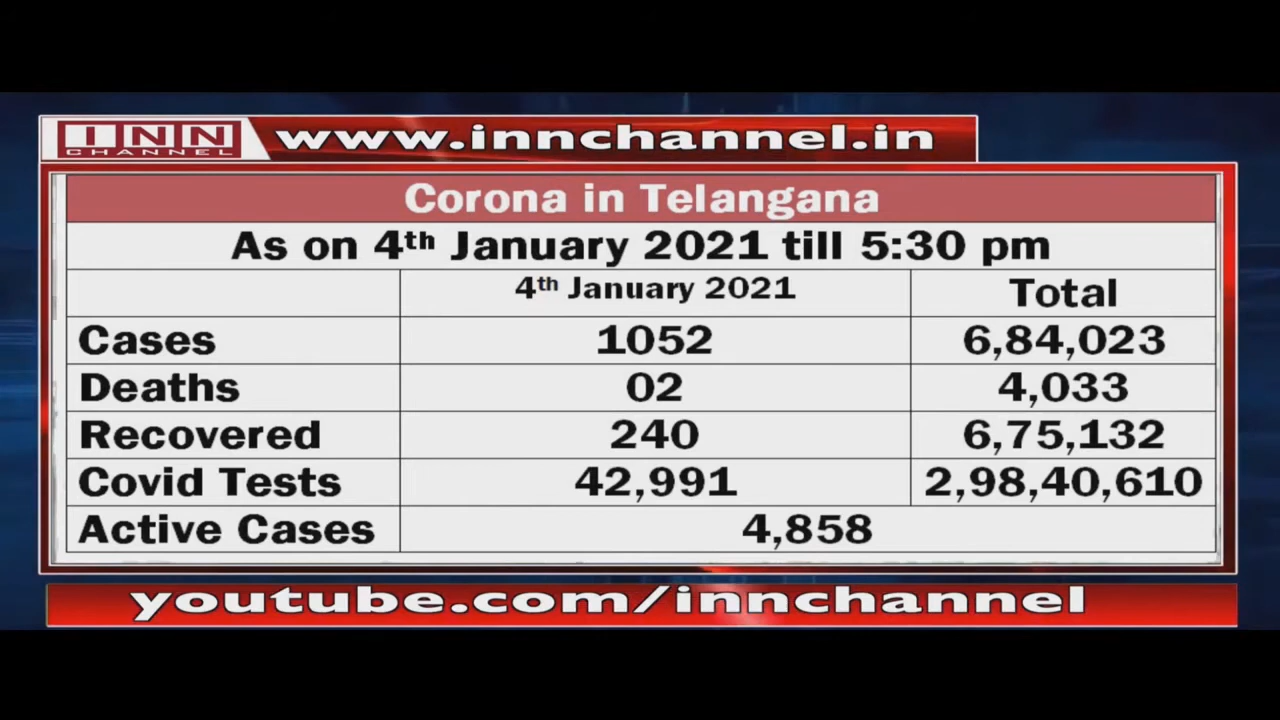 INN
CHANNEL
www.innchannel.in
Corona in Telangana
As on 4th January 2021 till 5:30 pm
4th January 2021 Total
Cases 1052 6,84,023
Deaths 02 4,033
Recovered 240 6,75,132
Covid Tests 42,991 2,98,40,610
Active Cases 4,858
youtube.com/innchannel